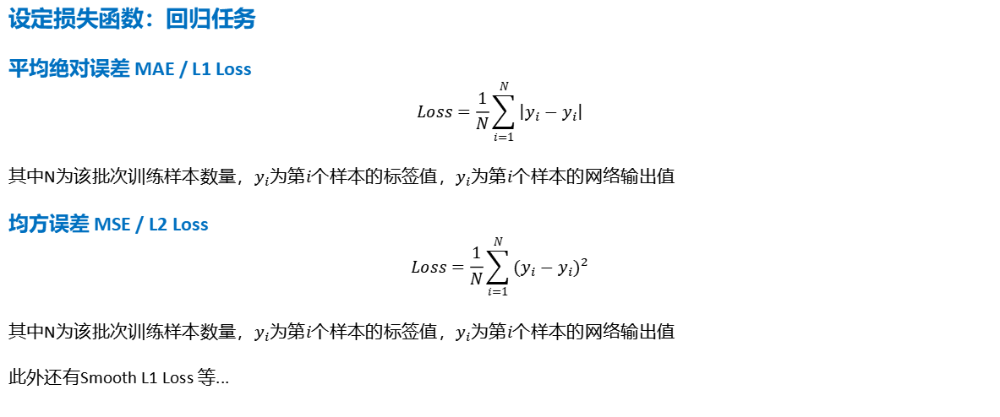 设定损失函数：回归任务
平均绝对误差 MAE / L1 Loss
$Loss = \frac{1}{N}\sum_{i=1}^{N}|y_i - y_i|$
其中N为该批次训练样本数量，$y_i$为第$i$个样本的标签值，$y_i$为第$i$个样本的网络输出值
均方误差 MSE / L2 Loss
$Loss = \frac{1}{N}\sum_{i=1}^{N}(y_i - y_i)^2$
其中N为该批次训练样本数量，$y_i$为第$i$个样本的标签值，$y_i$为第$i$个样本的网络输出值
此外还有Smooth L1 Loss 等...